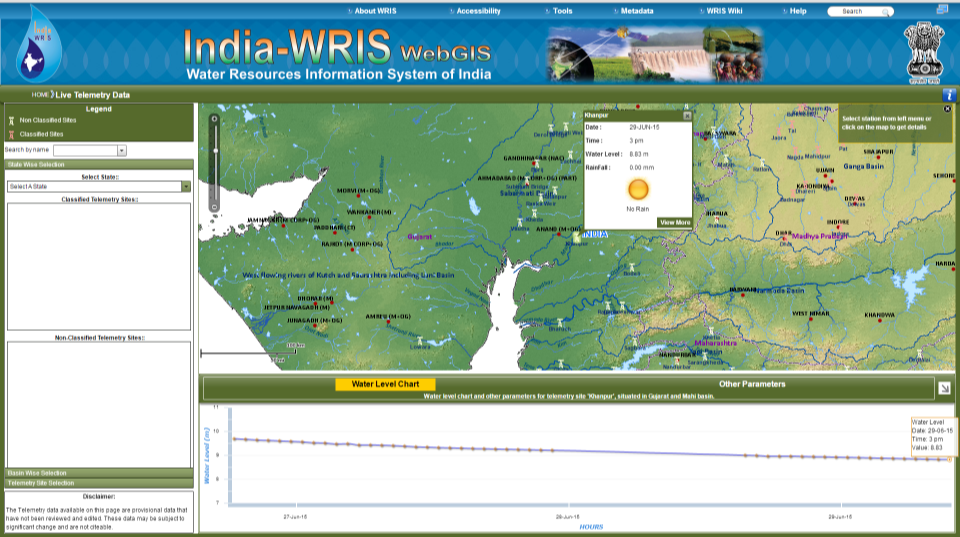 About WRIS
Accessibility
Tools
Metadata
WRIS Wiki
Help
Search
India-WRIS WebGIS
Water Resources Information System of India
HOME Live Telemetry Data
Legend
Non Classified Sites
Classified Sites
Search by name
State Wise Selection
Select State::
Select A State
Classified Telemetry Sites::
Non-Classified Telemetry Sites::
Basin Wise Selection
Telemetry Site Selection
Disclaimer:
The Telemetry data available on this page are provisional data
that have not been reviewed and edited. These data may be subject to
significant change and are not citeable.
Select station from left menu or
click on the map to get details
Khanpur
Date : 29-JUN-15
Time : 3 pm
Water Level : 8.83 m
RainFall : 0.00 mm
No Rain
View More
GANDHINAGAR (NAC)
AHMADABAD (M CORP+OG) (PART)
Sabarmati Basin
MORVI (M+OG)
WANKANER (M)
JAMNAGAR (M CORP+OG)
PADDHARI (CT)
RAJKOT (M CORP+OG)
Gujarat
ANAND (M+OG)
INDIA
West flowing rivers of Kutch and Saurashtra including Luni Basin
DHORAJI (M)
JETPUR NAVAGARH (M)
JUNAGADH (M+OG)
AMRELI (M+OG)
Bharuch
Ganga Basin
SHAJAPUR
UJJAIN
DEWAS
INDORE
DHAR
Madhya Pradesh
JHABUA
BARWANI
Narmada Basin
WEST NIMAR
KHANDWA
Maharashtra
Water Level Chart
Other Parameters
Water level chart and other parameters for telemetry site 'Khanpur', situated in Gujarat and Mahi basin.
Water Level (m)
11
10
9
8
7
27-Jun-15
28-Jun-15
29-Jun-15
HOURS
Water Level
Date: 29-06-15
Time: 3 pm
Value: 8.83